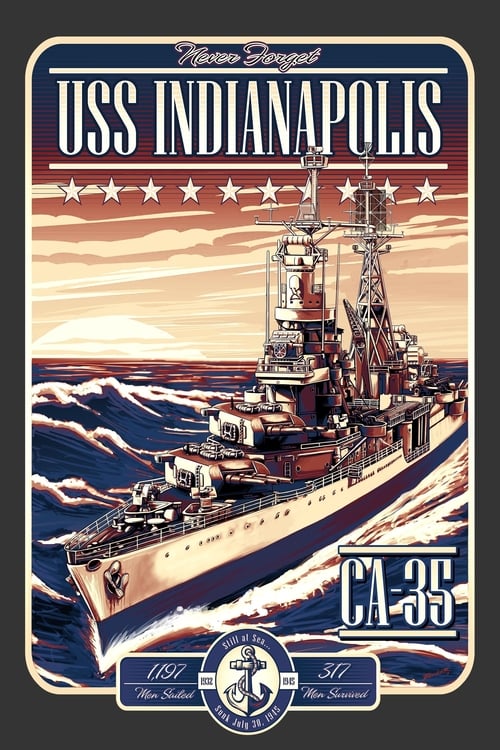 Never Forget
USS INDIANAPOLIS
CA-35
Still at Sea...
1,197
Men Sailed
1932
1945
317
Men Survived
Sunk July 30, 1945